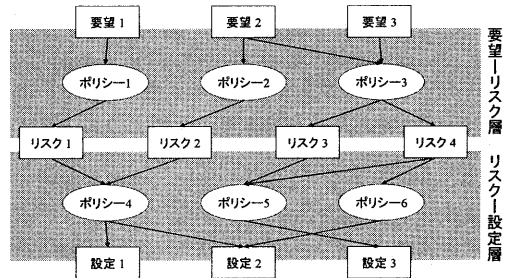 要望 1
要望 2
要望 3
ポリシー1
ポリシー2
ポリシー3
要望ーリスク層
リスク 1
リスク 2
リスク 3
リスク 4
ポリシー4
ポリシー5
ポリシー6
リスクー設定層
設定 1
設定 2
設定 3